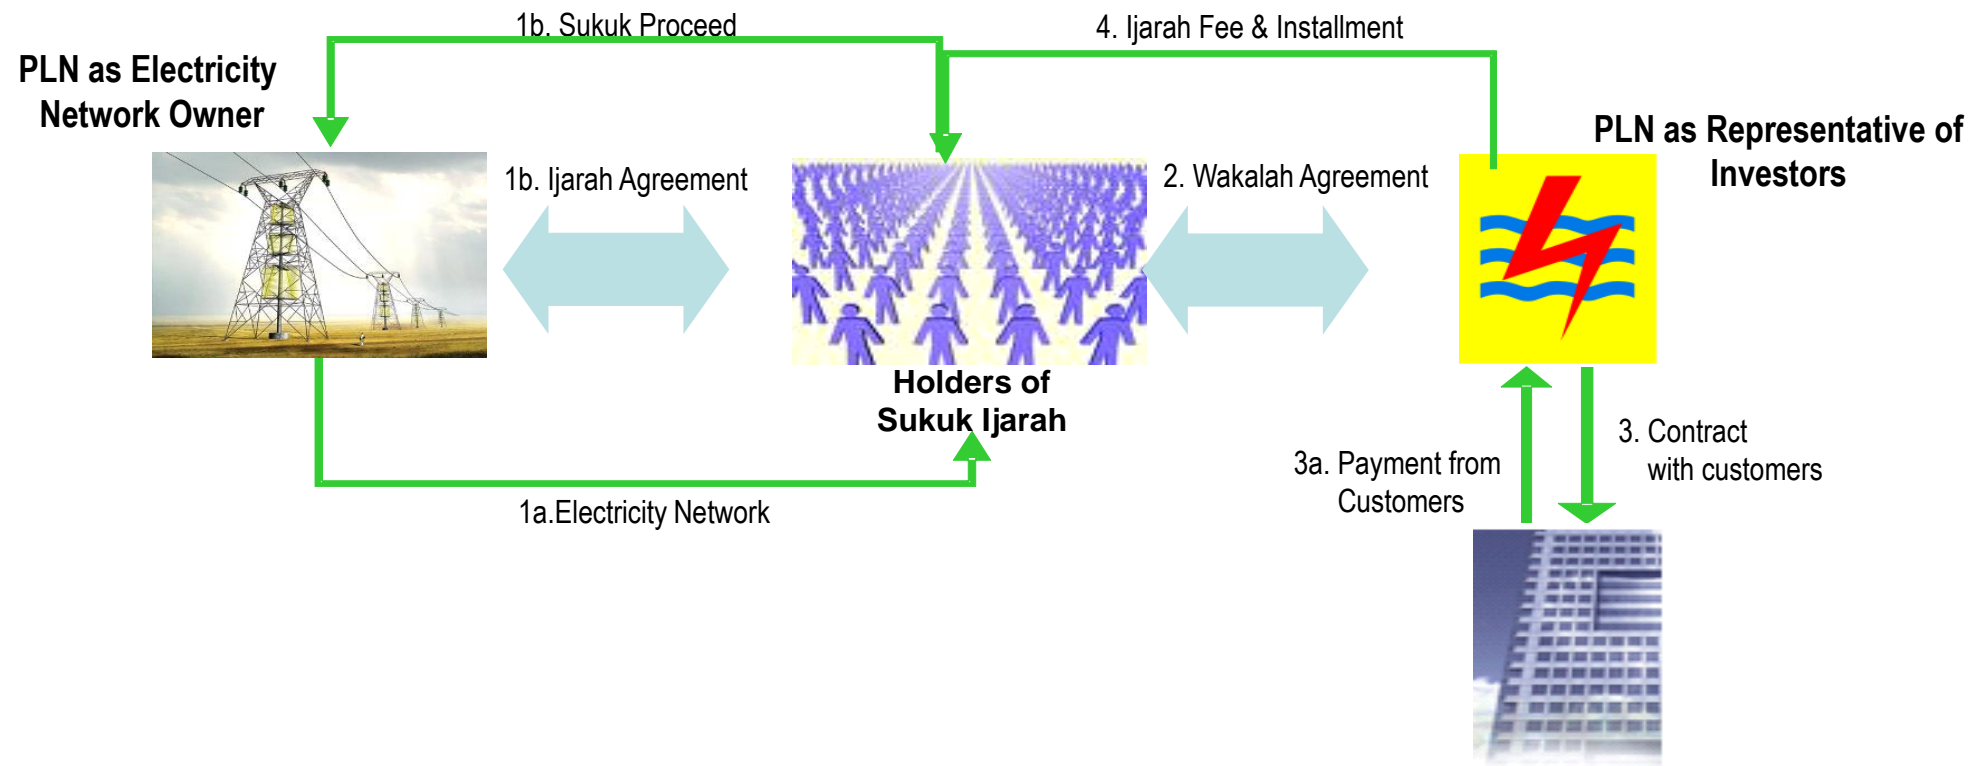 1b. Sukuk Proceed
4. Ijarah Fee & Installment
PLN as Electricity
Network Owner
PLN as Representative of
Investors
1b. Ijarah Agreement
2. Wakalah Agreement
Holders of
Sukuk Ijarah
3. Contract
with customers
3a. Payment from
Customers
1a.Electricity Network